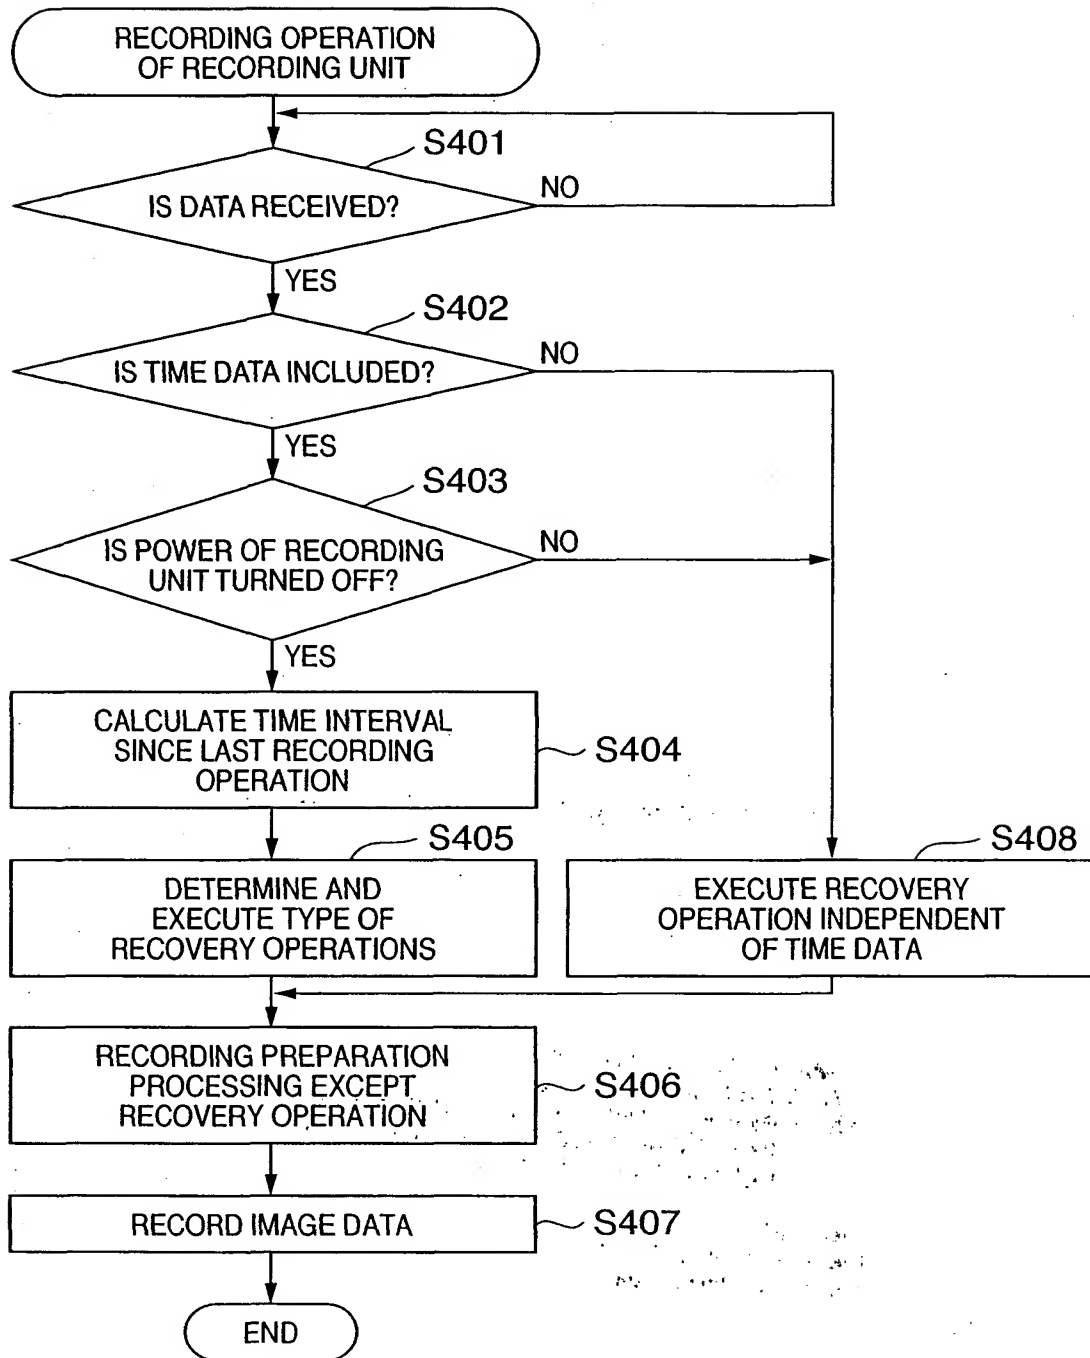 RECORDING OPERATION
OF RECORDING UNIT
S401
IS DATA RECEIVED?
NO
YES
S402
IS TIME DATA INCLUDED?
NO
YES
S403
IS POWER OF RECORDING
UNIT TURNED OFF?
NO
YES
CALCULATE TIME INTERVAL
SINCE LAST RECORDING
OPERATION
S404
S405
DETERMINE AND
EXECUTE TYPE OF
RECOVERY OPERATIONS
S408
EXECUTE RECOVERY
OPERATION INDEPENDENT
OF TIME DATA
RECORDING PREPARATION
PROCESSING EXCEPT
RECOVERY OPERATION
S406
RECORD IMAGE DATA
S407
END